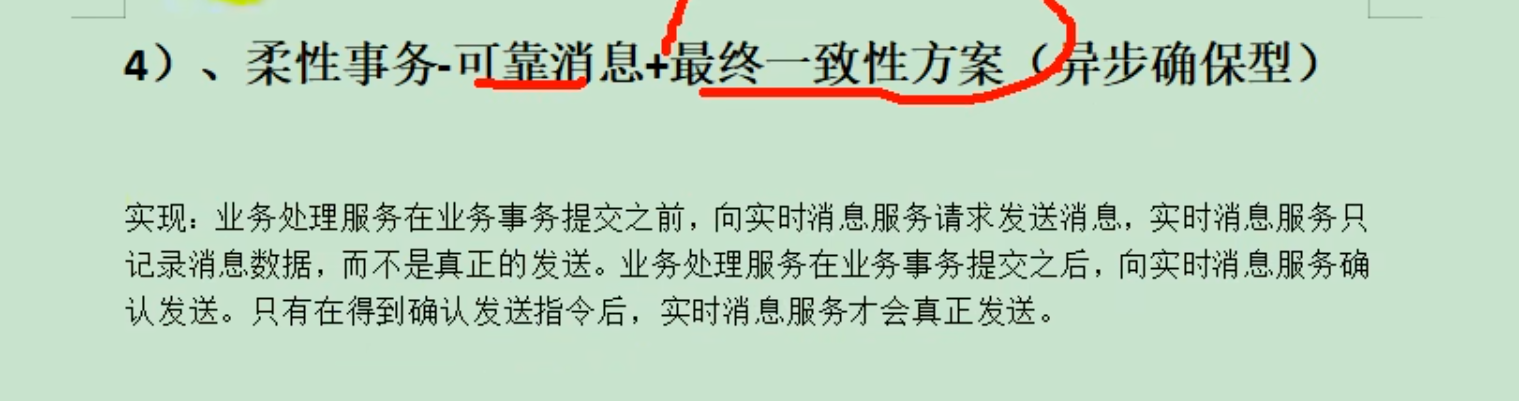 4）、柔性事务-可靠消息+最终一致性方案（异步确保型）
实现：业务处理服务在业务事务提交之前，向实时消息服务请求发送消息，实时消息服务只
记录消息数据，而不是真正的发送。业务处理服务在业务事务提交之后，向实时消息服务确
认发送。只有在得到确认发送指令后，实时消息服务才会真正发送。